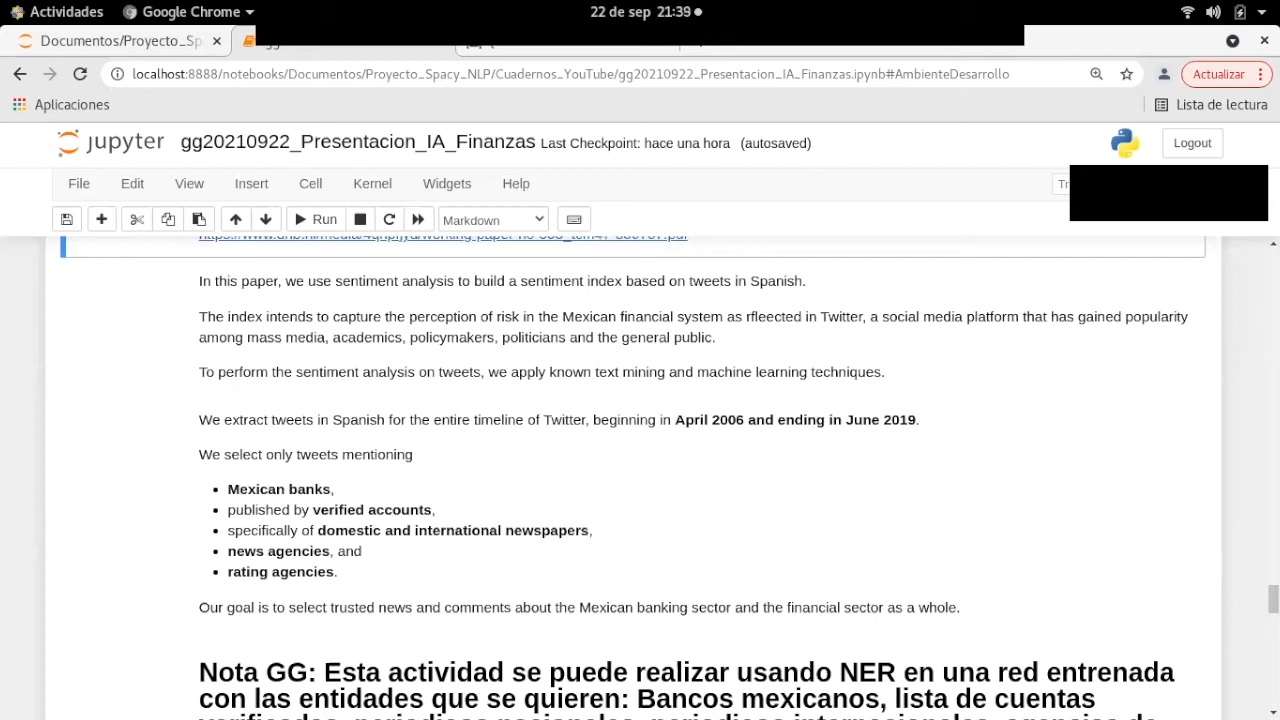 Actividades Google Chrome 22 de sep 21:39
Documentos/Proyecto_Sp
localhost:8888/notebooks/Documentos/Proyecto_Spacy_NLP/Cuadernos_YouTube/gg20210922_Presentacion_IA_Finanzas.ipynb#AmbienteDesarrollo Actualizar
Aplicaciones Lista de lectura
jupyter gg20210922_Presentacion_IA_Finanzas Last Checkpoint: hace una hora (autosaved) Logout
File Edit View Insert Cell Kernel Widgets Help
Run Markdown
In this paper, we use sentiment analysis to build a sentiment index based on tweets in Spanish.
The index intends to capture the perception of risk in the Mexican financial system as rfleected in Twitter, a social media platform that has gained popularity
among mass media, academics, policymakers, politicians and the general public.
To perform the sentiment analysis on tweets, we apply known text mining and machine learning techniques.
We extract tweets in Spanish for the entire timeline of Twitter, beginning in April 2006 and ending in June 2019.
We select only tweets mentioning
• Mexican banks,
• published by verified accounts,
• specifically of domestic and international newspapers,
• news agencies, and
• rating agencies.
Our goal is to select trusted news and comments about the Mexican banking sector and the financial sector as a whole.
Nota GG: Esta actividad se puede realizar usando NER en una red entrenada
con las entidades que se quieren: Bancos mexicanos, lista de cuentas